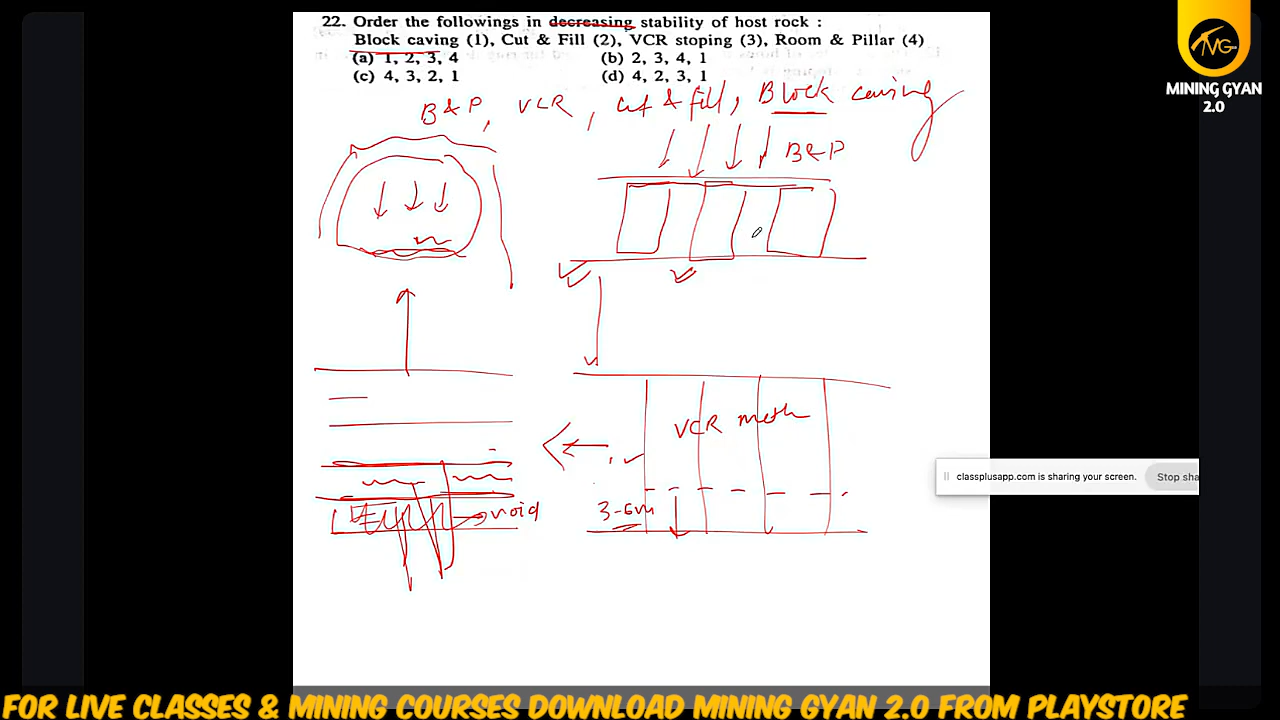 22. Order the followings in decreasing stability of host rock :
Block caving (1), Cut & Fill (2), VCR stoping (3), Room & Pillar (4)
(a) 1, 2, 3, 4 (b) 2, 3, 4, 1
(c) 4, 3, 2, 1 (d) 4, 2, 3, 1
TVG
MINING GYAN
2.0
B & P, VCR, cut & fill, Block caving
B & P
VCR meth
3-6m
void
classplusapp.com is sharing your screen. Stop sha
FOR LIVE CLASSES & MINING COURSES DOWNLOAD MINING GYAN 2.0 FROM PLAYSTORE